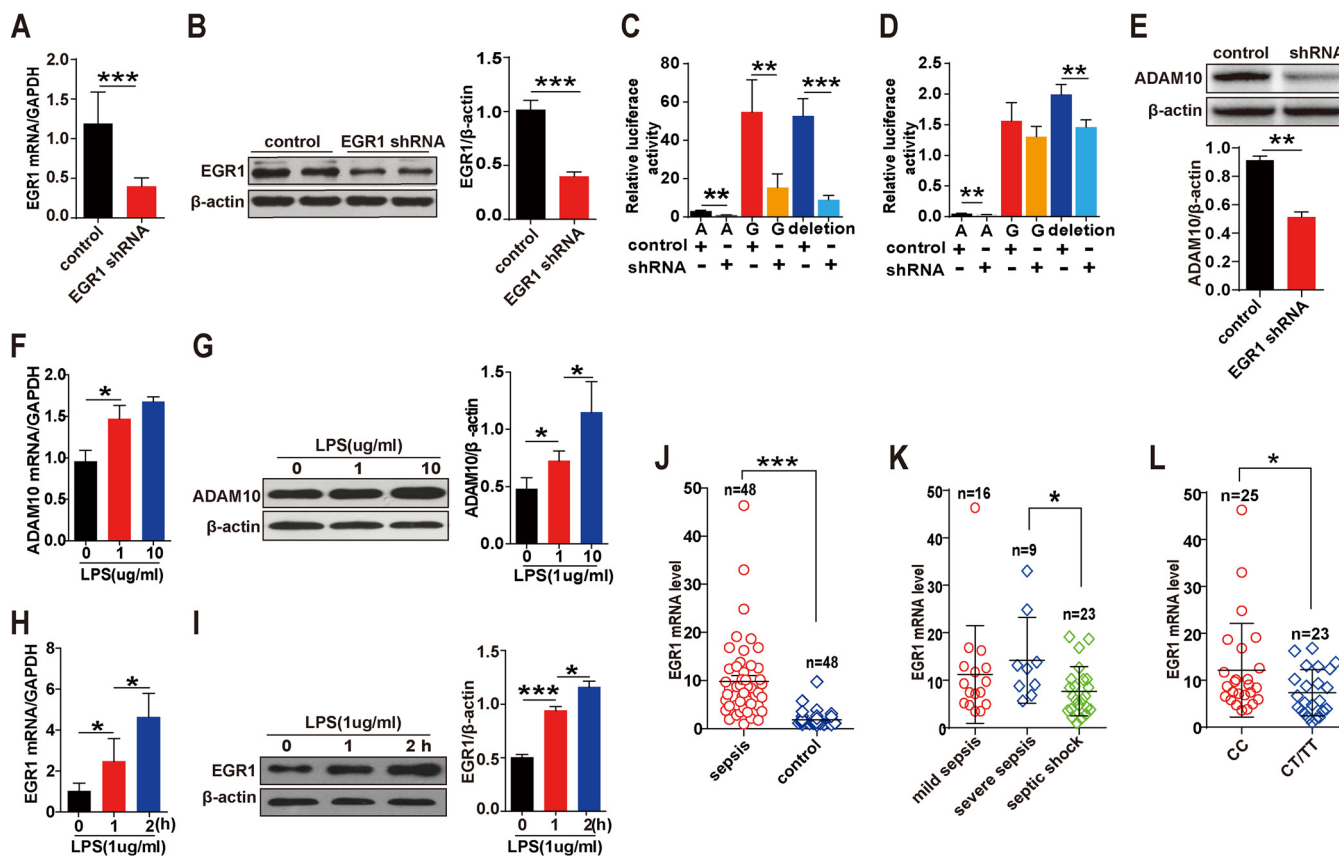 A
EGR1 mRNA/GAPDH
2.0
1.5
1.0
0.5
0.0
***
control
EGR1 shRNA
B
control EGR1 shRNA
EGR1
β-actin
EGR1/β-actin
1.5
1.0
0.5
0.0
***
control
EGR1 shRNA
C
Relative luciferace
activity
80
60
40
20
0
** ** ***
A A G G deletion
control + - + - + -
shRNA - + - + - +
D
Relative luciferace
activity
2.5
2.0
1.5
1.0
0.5
0.0
** **
A A G G deletion
control + - + - + -
shRNA - + - + - +
E
control shRNA
ADAM10
β-actin
ADAM10/β-actin
1.0
0.8
0.6
0.4
0.2
0.0
**
control
EGR1 shRNA
F
ADAM10 mRNA/GAPDH
2.0
1.5
1.0
0.5
0.0
*
0 1 10
LPS(ug/ml)
G
LPS(ug/ml)
0 1 10
ADAM10
β-actin
ADAM10/β -actin
1.5
1.0
0.5
0.0
* *
0 1 10
LPS(1ug/ml)
H
EGR1 mRNA/GAPDH
8
6
4
2
0
* *
0 1 2(h)
LPS(1ug/ml)
I
LPS(1ug/ml)
0 1 2 h
EGR1
β-actin
EGR1/β-actin
1.5
1.0
0.5
0.0
*** *
0 1 2(h)
LPS(1ug/ml)
J
EGR1 mRNA level
50
40
30
20
10
0
***
n=48
n=48
sepsis
control
K
EGR1 mRNA level
50
40
30
20
10
0
*
n=16
n=9
n=23
mild sepsis
severe sepsis
septic shock
L
EGR1 mRNA level
50
40
30
20
10
0
*
n=25
n=23
CC
CT/TT